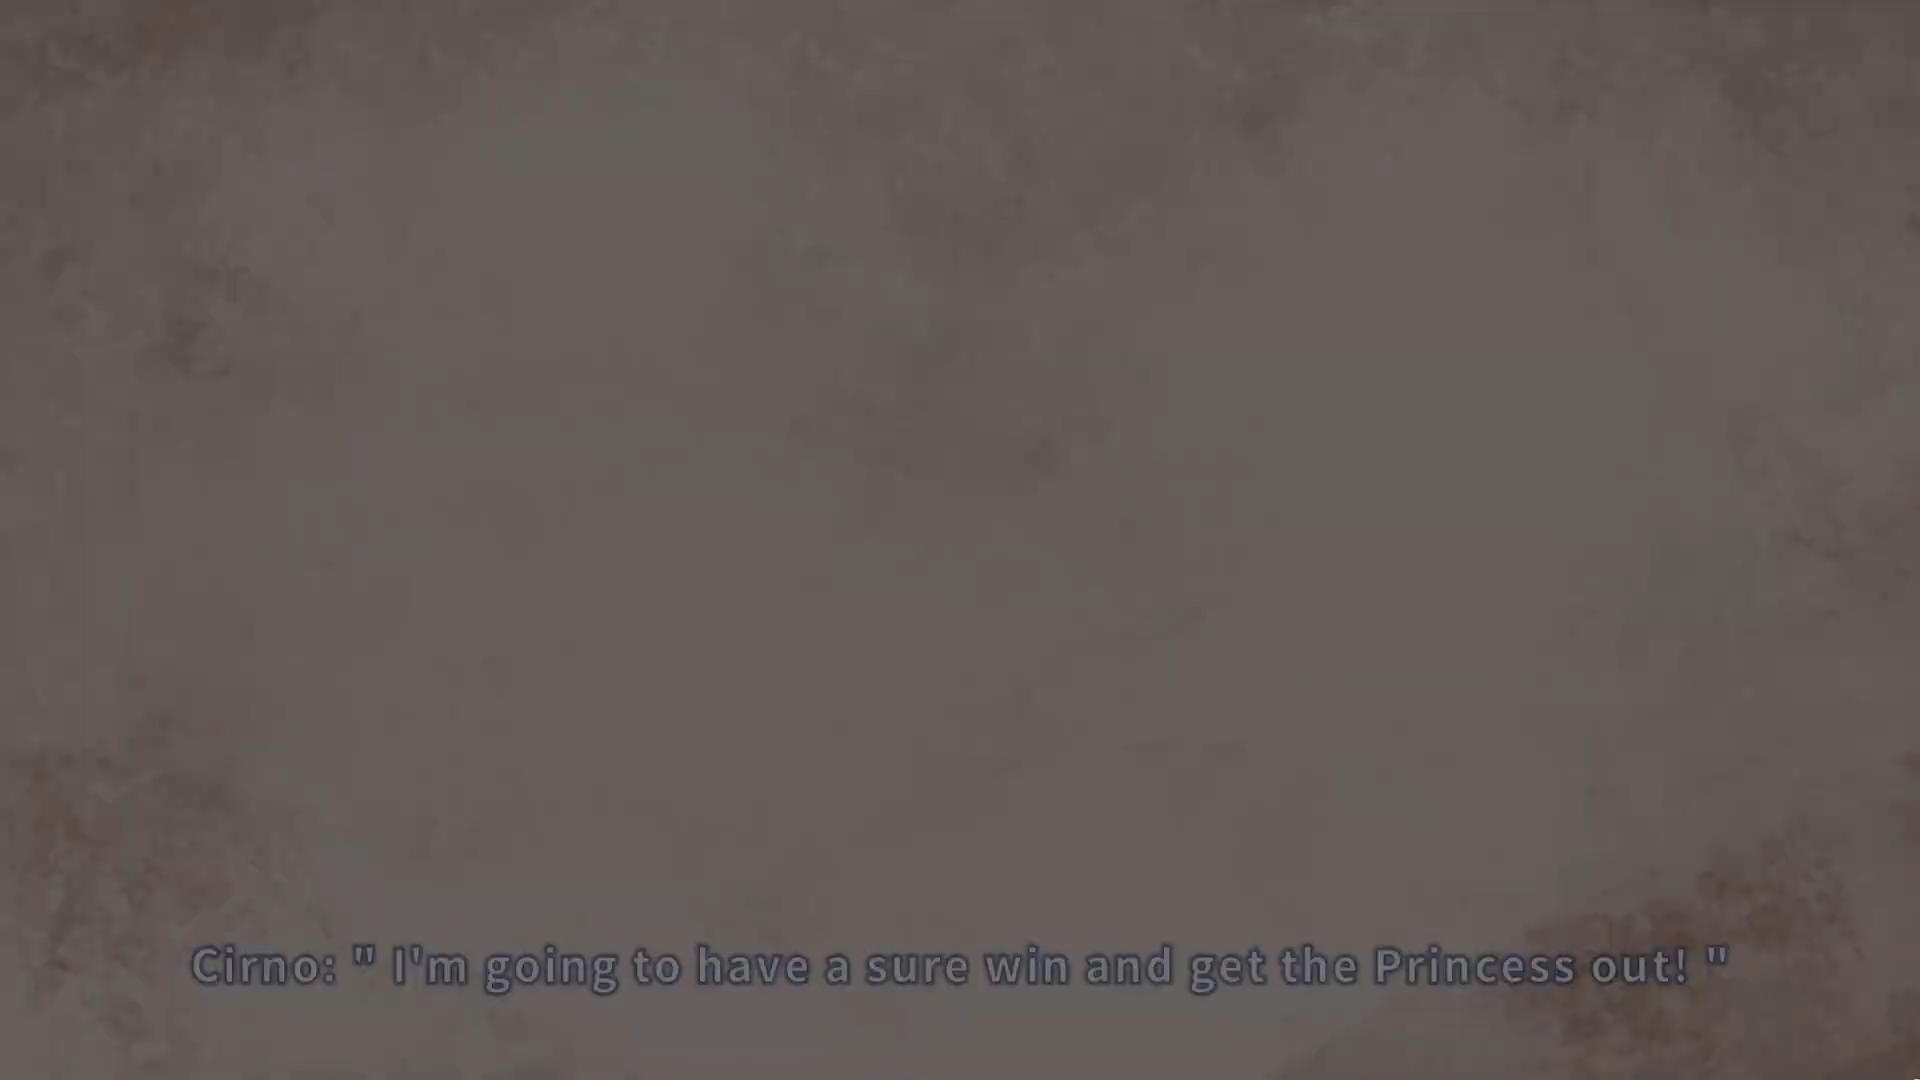 Cirno: " I'm going to have a sure win and get the Princess out! "